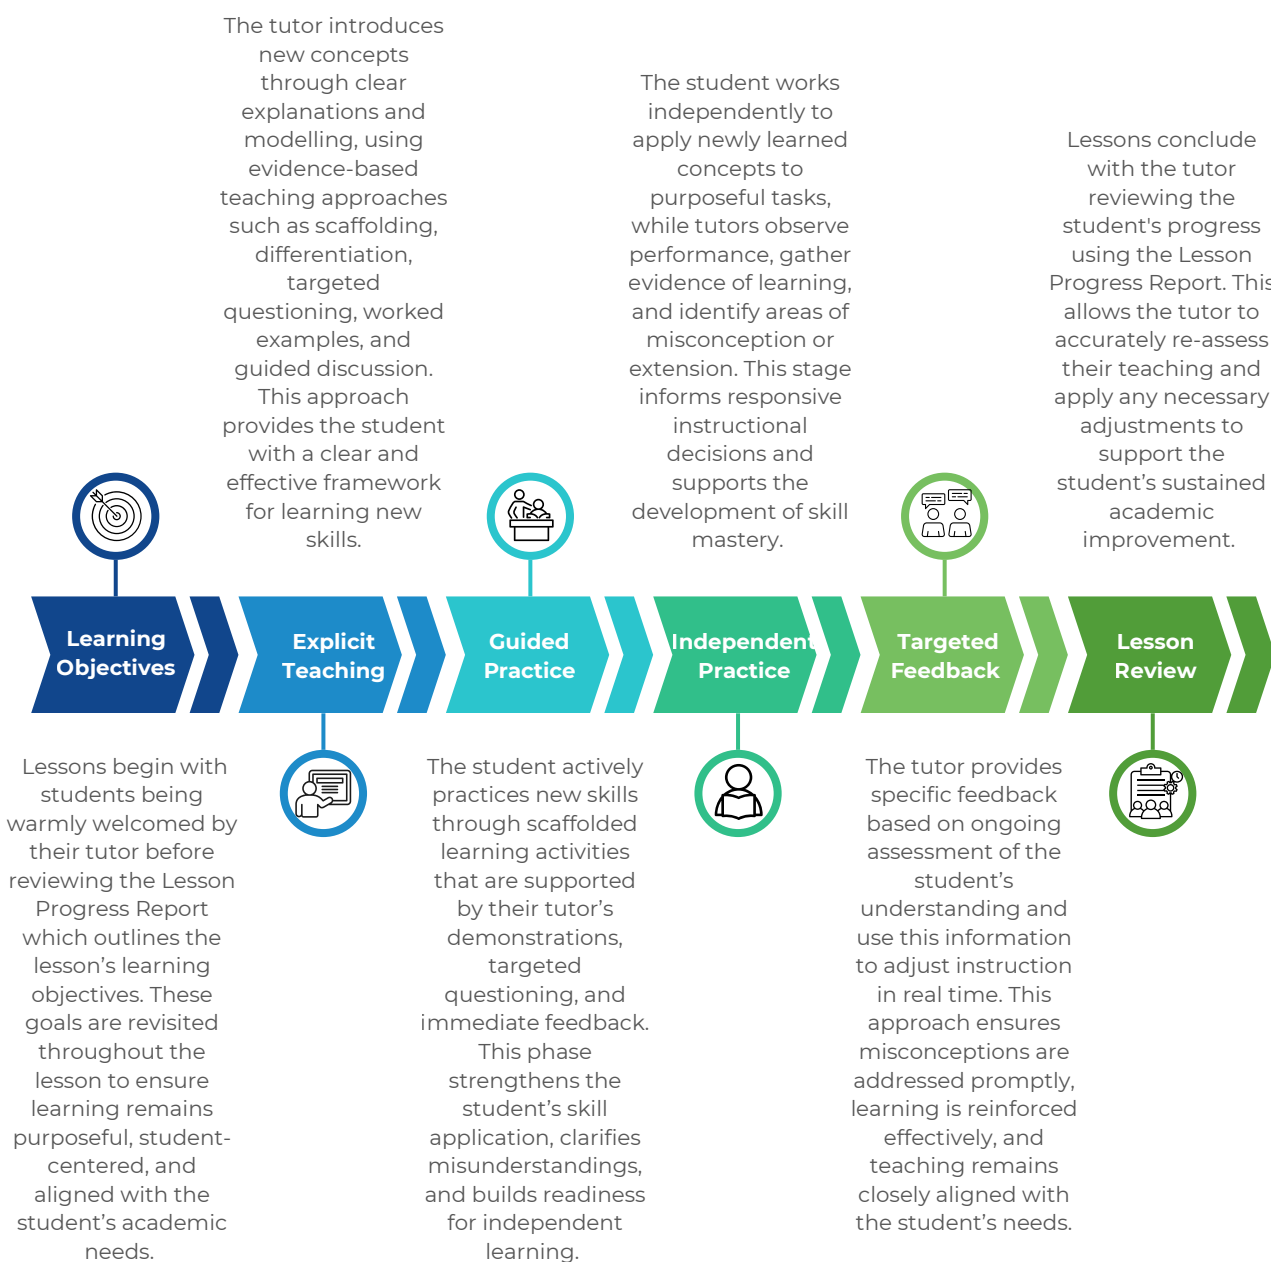 The tutor introduces
new concepts
through clear
explanations and
modelling, using
evidence-based
teaching approaches
such as scaffolding,
differentiation,
targeted
questioning, worked
examples, and
guided discussion.
This approach
provides the student
with a clear and
effective framework
for learning new
skills.
The student works
independently to
apply newly learned
concepts to
purposeful tasks,
while tutors observe
performance, gather
evidence of learning,
and identify areas of
misconception or
extension. This stage
informs responsive
instructional
decisions and
supports the
development of skill
mastery.
Lessons conclude
with the tutor
reviewing the
student's progress
using the Lesson
Progress Report. This
allows the tutor to
accurately re-assess
their teaching and
apply any necessary
adjustments to
support the
student’s sustained
academic
improvement.
Learning
Objectives
Explicit
Teaching
Guided
Practice
Independent
Practice
Targeted
Feedback
Lesson
Review
Lessons begin with
students being
warmly welcomed by
their tutor before
reviewing the Lesson
Progress Report
which outlines the
lesson’s learning
objectives. These
goals are revisited
throughout the
lesson to ensure
learning remains
purposeful, student-
centered, and
aligned with the
student’s academic
needs.
The student actively
practices new skills
through scaffolded
learning activities
that are supported
by their tutor’s
demonstrations,
targeted
questioning, and
immediate feedback.
This phase
strengthens the
student’s skill
application, clarifies
misunderstandings,
and builds readiness
for independent
learning.
The tutor provides
specific feedback
based on ongoing
assessment of the
student’s
understanding and
use this information
to adjust instruction
in real time. This
approach ensures
misconceptions are
addressed promptly,
learning is reinforced
effectively, and
teaching remains
closely aligned with
the student’s needs.